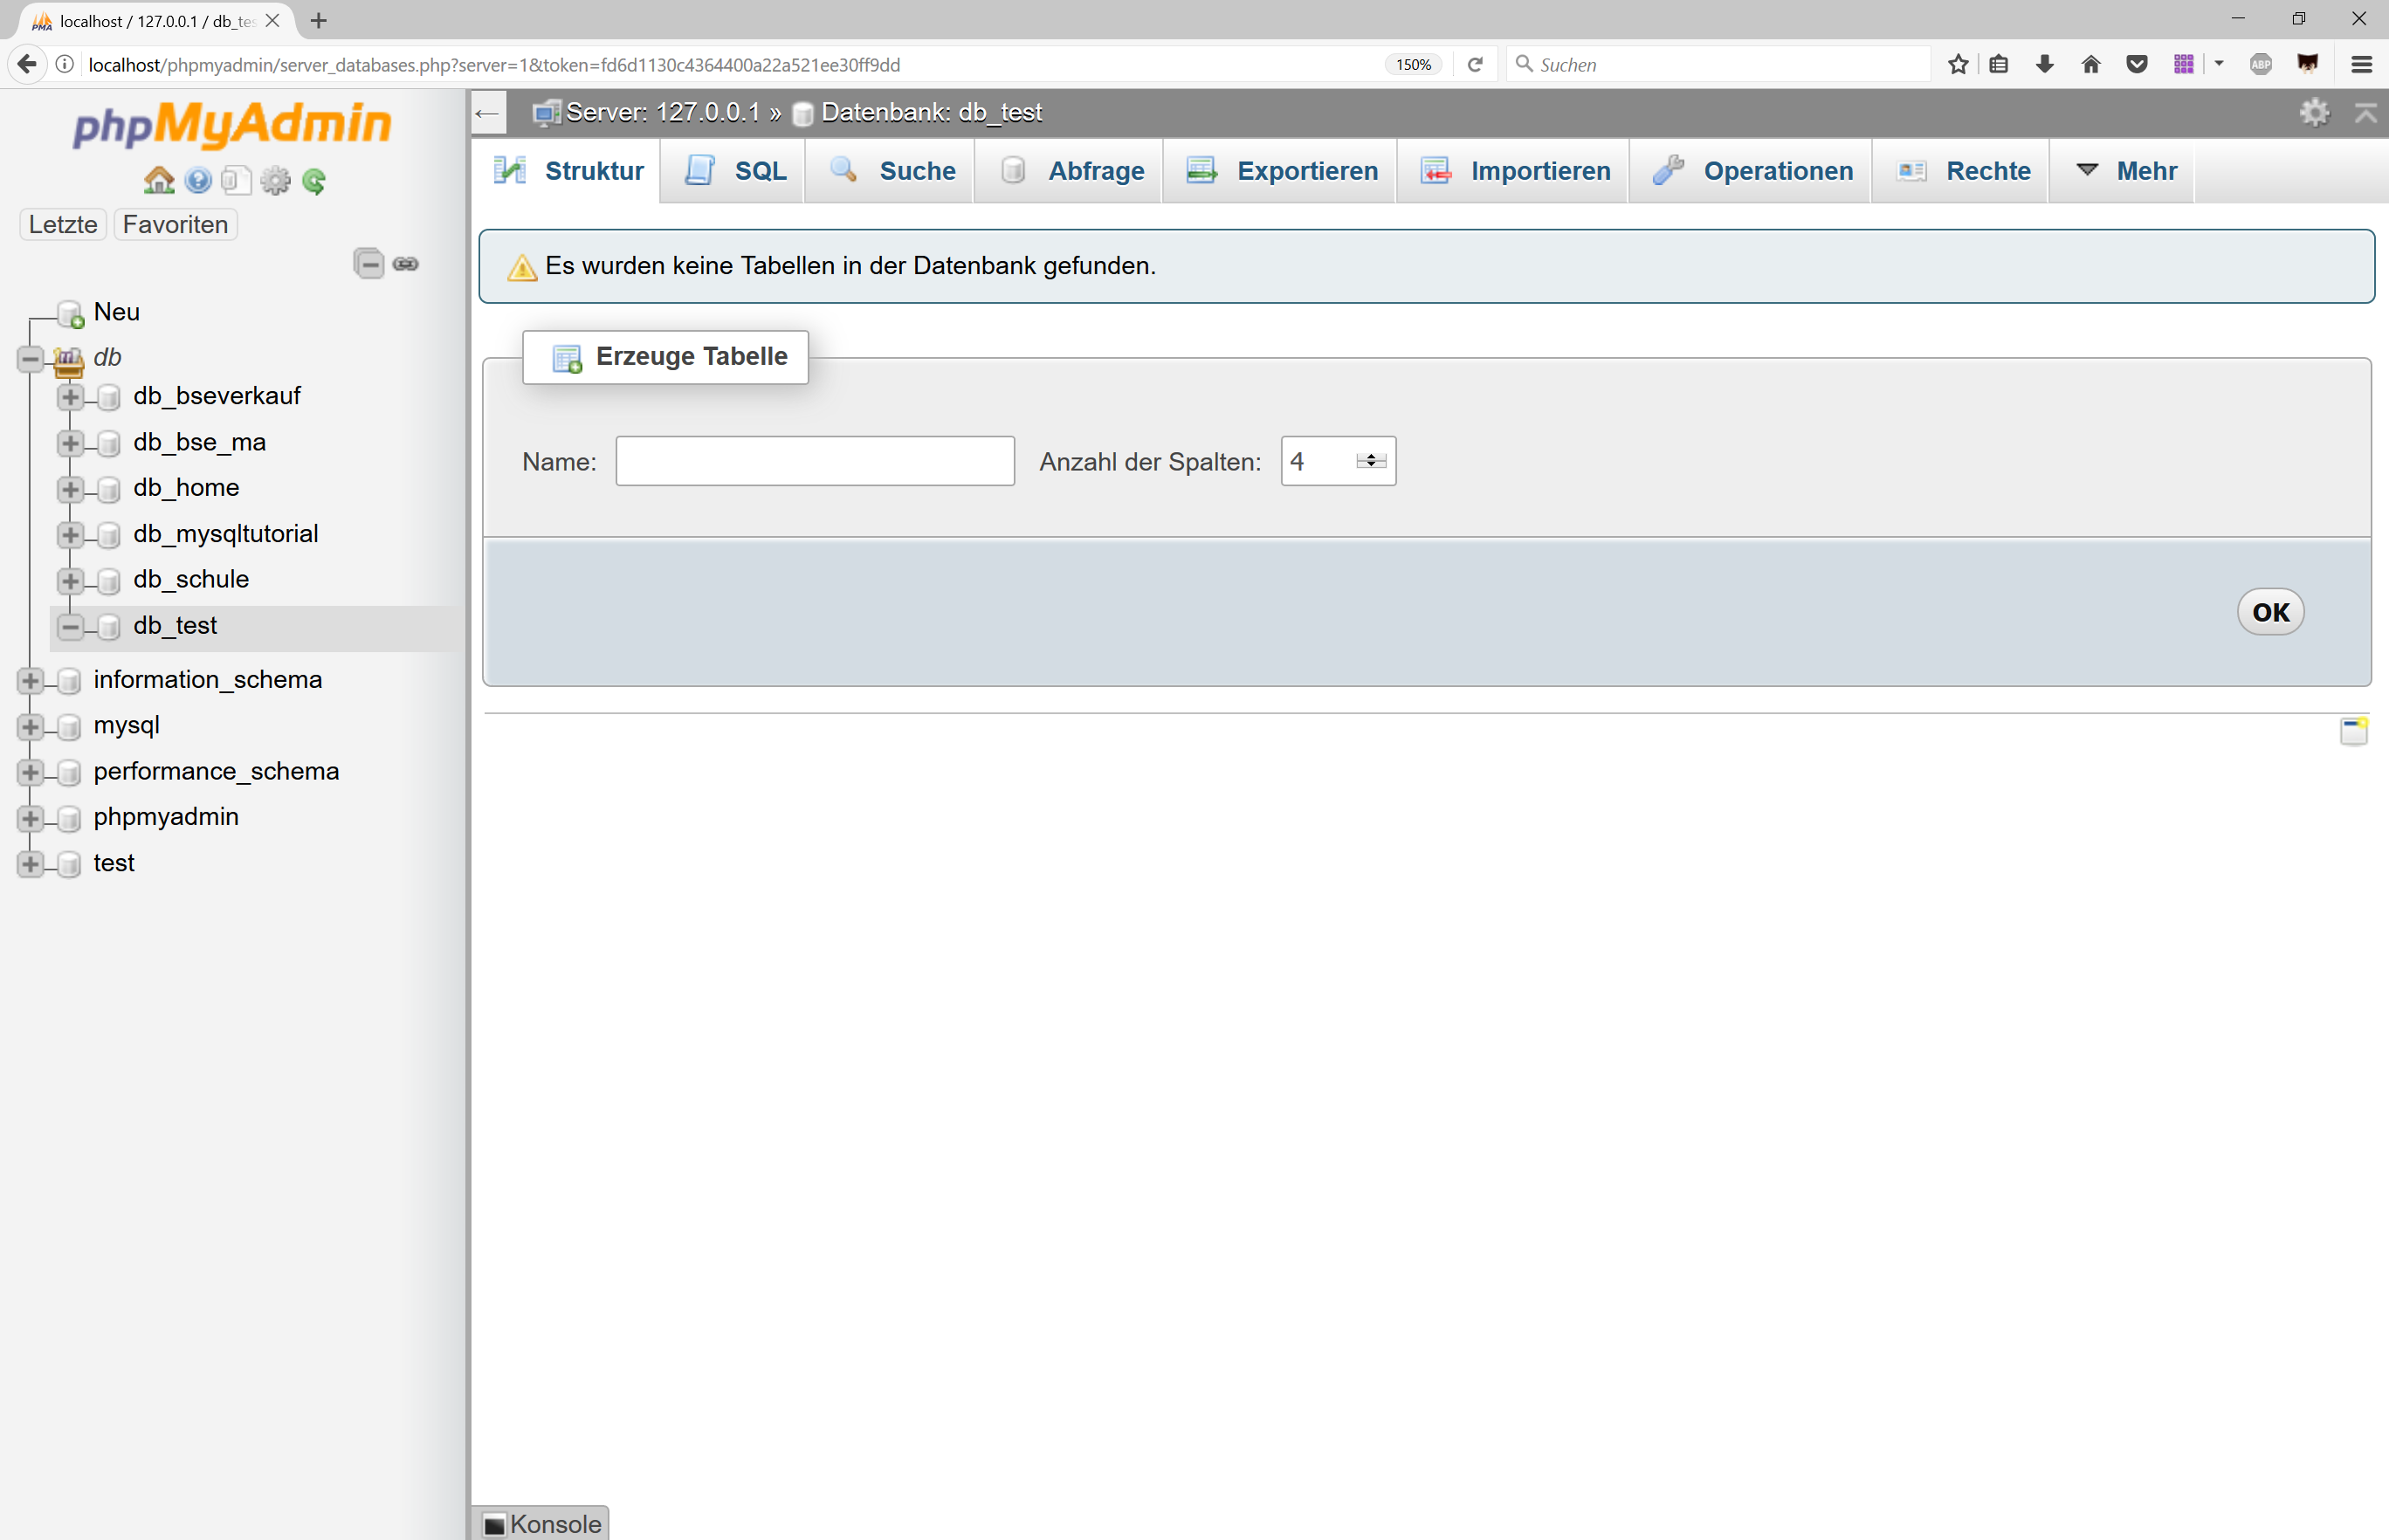 localhost / 127.0.0.1 / db_tes
localhost/phpmyadmin/server_databases.php?server=1&token=fd6d1130c4364400a22a521ee30ff9dd
150%
Suchen
ABP
PMA
phpMyAdmin
Letzte
Favoriten
Neu
db
db_bseverkauf
db_bse_ma
db_home
db_mysqltutorial
db_schule
db_test
information_schema
mysql
performance_schema
phpmyadmin
test
Server: 127.0.0.1 » Datenbank: db_test
Struktur
SQL
Suche
Abfrage
Exportieren
Importieren
Operationen
Rechte
Mehr
Es wurden keine Tabellen in der Datenbank gefunden.
Erzeuge Tabelle
Name:
Anzahl der Spalten: 4
OK
Konsole